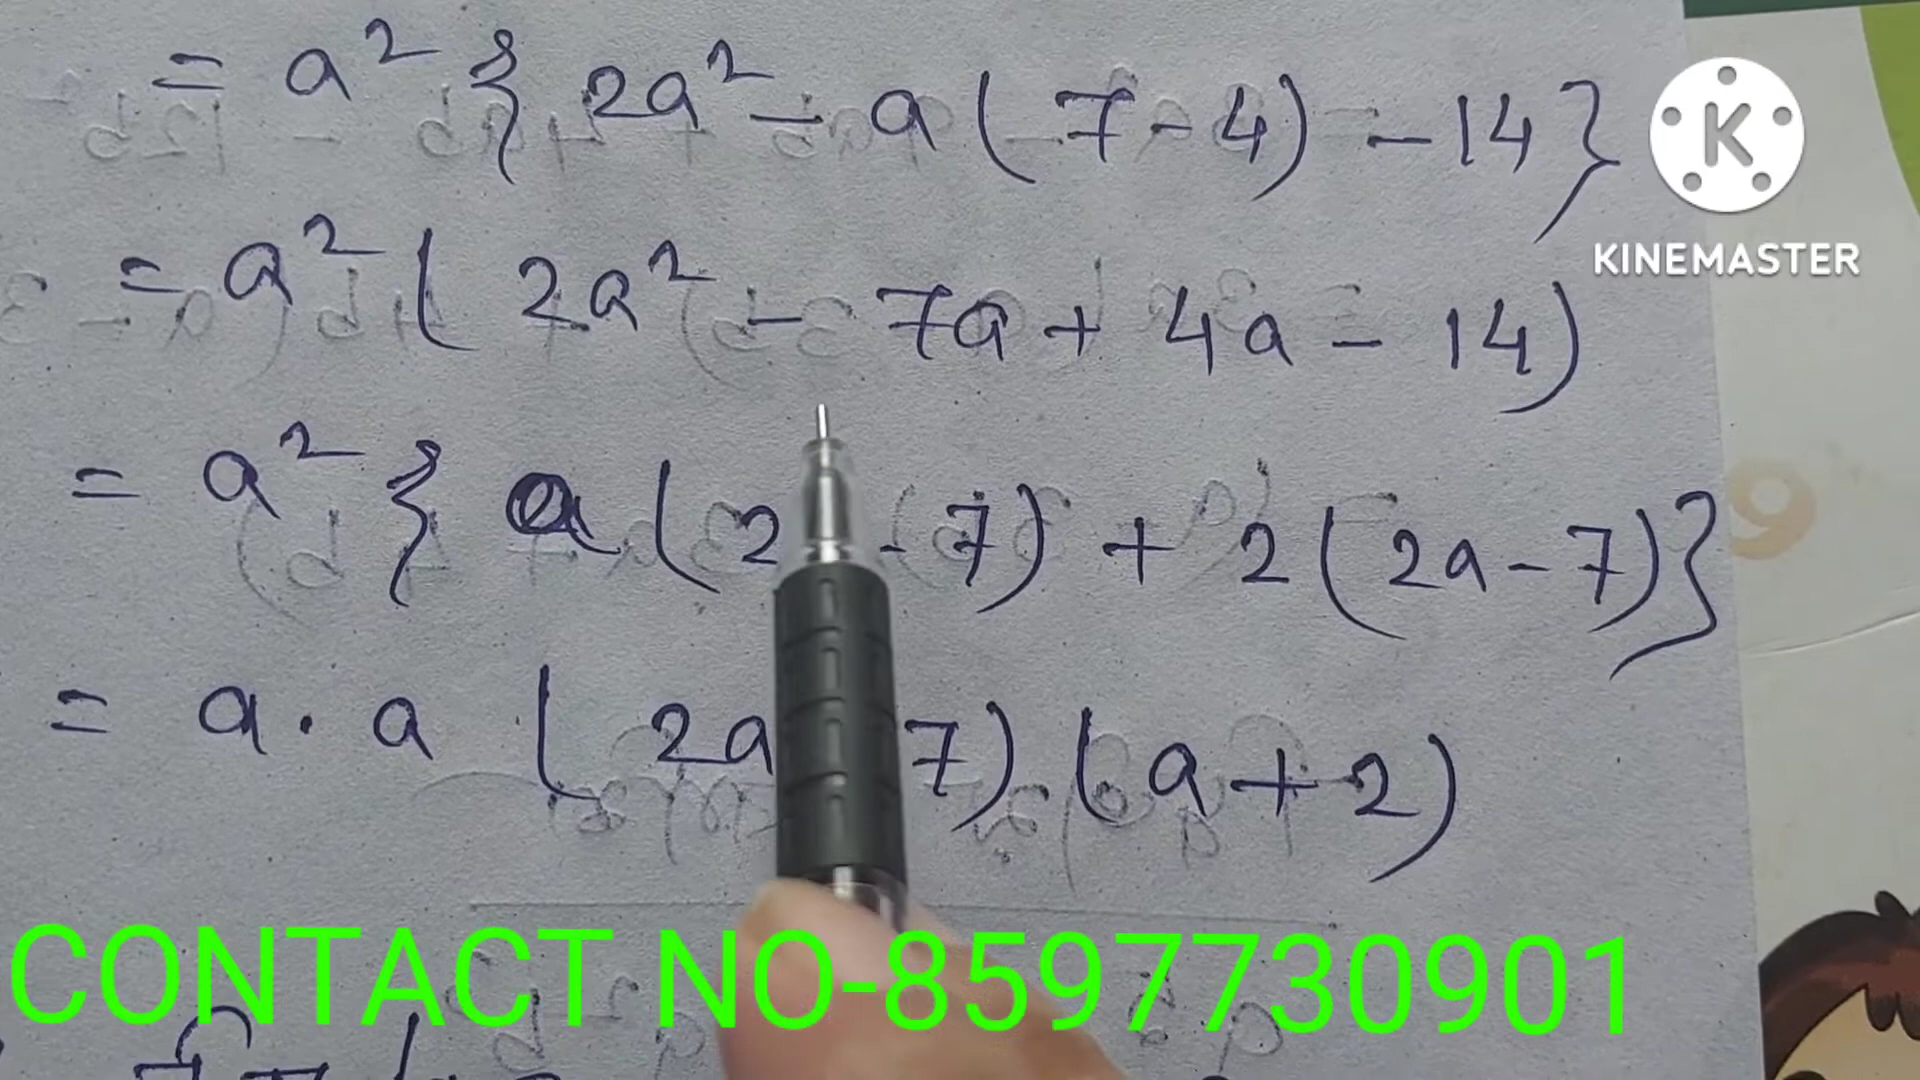 = a² { 2a² - a ( 7 - 4 ) - 14 }
K
KINEMASTER
= a² ( 2a² - 7a + 4a - 14 )
= a² { a ( 2 - 7 ) + 2 ( 2a - 7 ) }
9
= a . a ( 2a 7 ) ( a + 2 )
CONTACT NO-8597730901